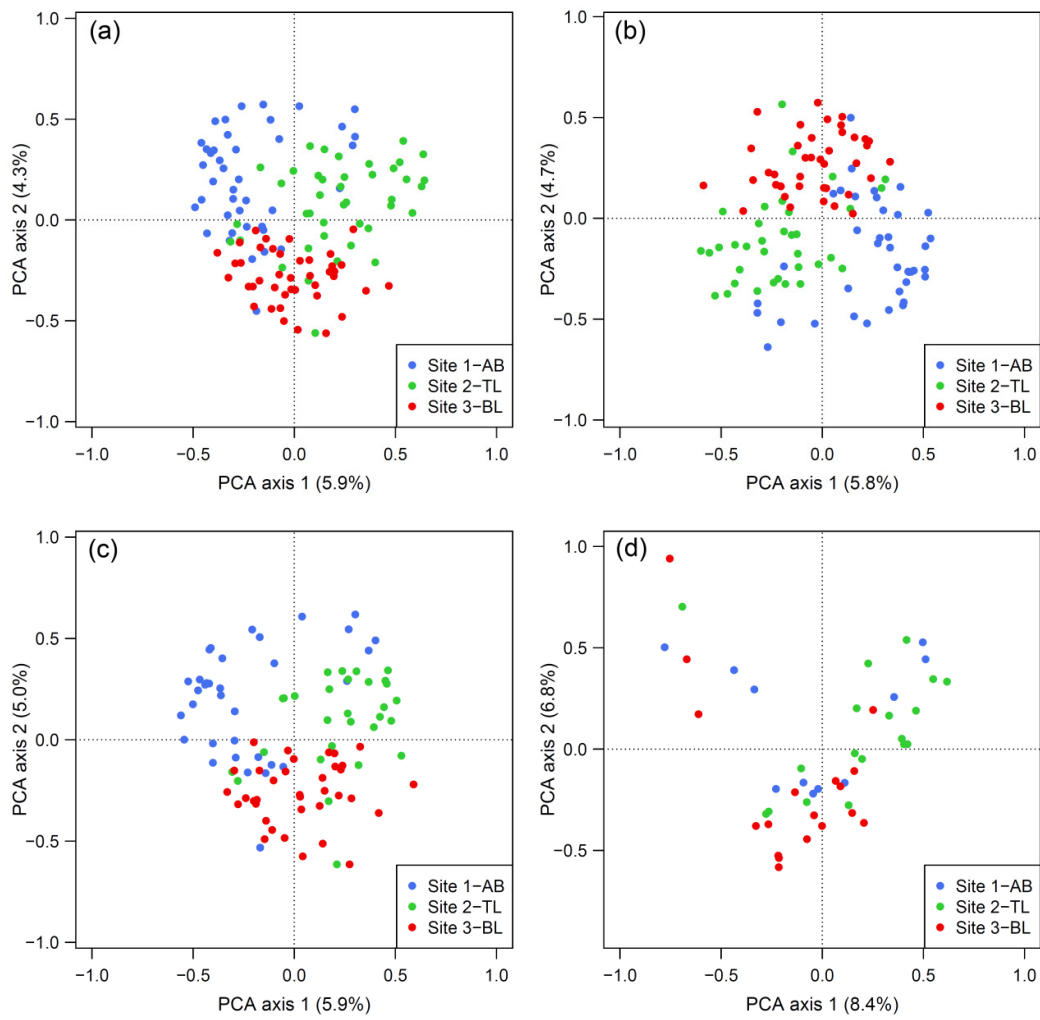 (a)
1.0
0.5
0.0
−0.5
−1.0
PCA axis 2 (4.3%)
Site 1−AB
Site 2−TL
Site 3−BL
−1.0 −0.5 0.0 0.5 1.0
PCA axis 1 (5.9%)
(b)
1.0
0.5
0.0
−0.5
−1.0
PCA axis 2 (4.7%)
Site 1−AB
Site 2−TL
Site 3−BL
−1.0 −0.5 0.0 0.5 1.0
PCA axis 1 (5.8%)
(c)
1.0
0.5
0.0
−0.5
−1.0
PCA axis 2 (5.0%)
Site 1−AB
Site 2−TL
Site 3−BL
−1.0 −0.5 0.0 0.5 1.0
PCA axis 1 (5.9%)
(d)
1.0
0.5
0.0
−0.5
PCA axis 2 (6.8%)
Site 1−AB
Site 2−TL
Site 3−BL
−1.0 −0.5 0.0 0.5 1.0
PCA axis 1 (8.4%)